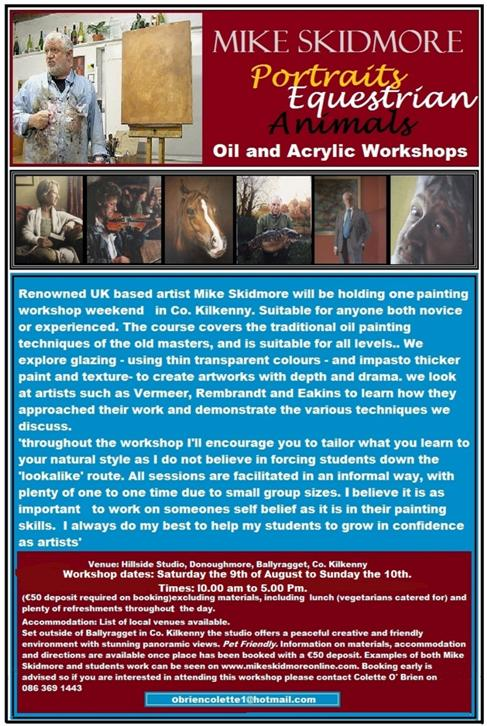 MIKE SKIDMORE
Portraits
Equestrian
Animals
Oil and Acrylic Workshops
Renowned UK based artist Mike Skidmore will be holding one painting
workshop weekend in Co. Kilkenny. Suitable for anyone both novice
or experienced. The course covers the traditional oil painting
techniques of the old masters, and is suitable for all levels.. We
explore glazing - using thin transparent colours - and impasto thicker
paint and texture- to create artworks with depth and drama. we look
at artists such as Vermeer, Rembrandt and Eakins to learn how they
approached their work and demonstrate the various techniques we
discuss.
'throughout the workshop I'll encourage you to tailor what you learn to
your natural style as I do not believe in forcing students down the
'lookalike' route. All sessions are facilitated in an informal way, with
plenty of one to one time due to small group sizes. I believe it is as
important to work on someones self belief as it is in their painting
skills. I always do my best to help my students to grow in confidence
as artists'
Venue: Hillside Studio, Donoughmore, Ballyragget, Co. Kilkenny
Workshop dates: Saturday the 9th of August to Sunday the 10th.
Times: I0.00 am to 5.00 Pm.
(€50 deposit required on booking)excluding materials, including lunch (vegetarians catered for) and
plenty of refreshments throughout the day.
Accommodation: List of local venues available.
Set outside of Ballyragget in Co. Kilkenny the studio offers a peaceful creative and friendly
environment with stunning panoramic views. Pet Friendly. Information on materials, accommodation
and directions are available once place has been booked with a €50 deposit. Examples of both Mike
Skidmore and students work can be seen on www.mikeskidmoreonline.com. Booking early is
advised so if you are interested in attending this workshop please contact Colette O' Brien on
086 369 1443
obriencolette1@hotmail.com